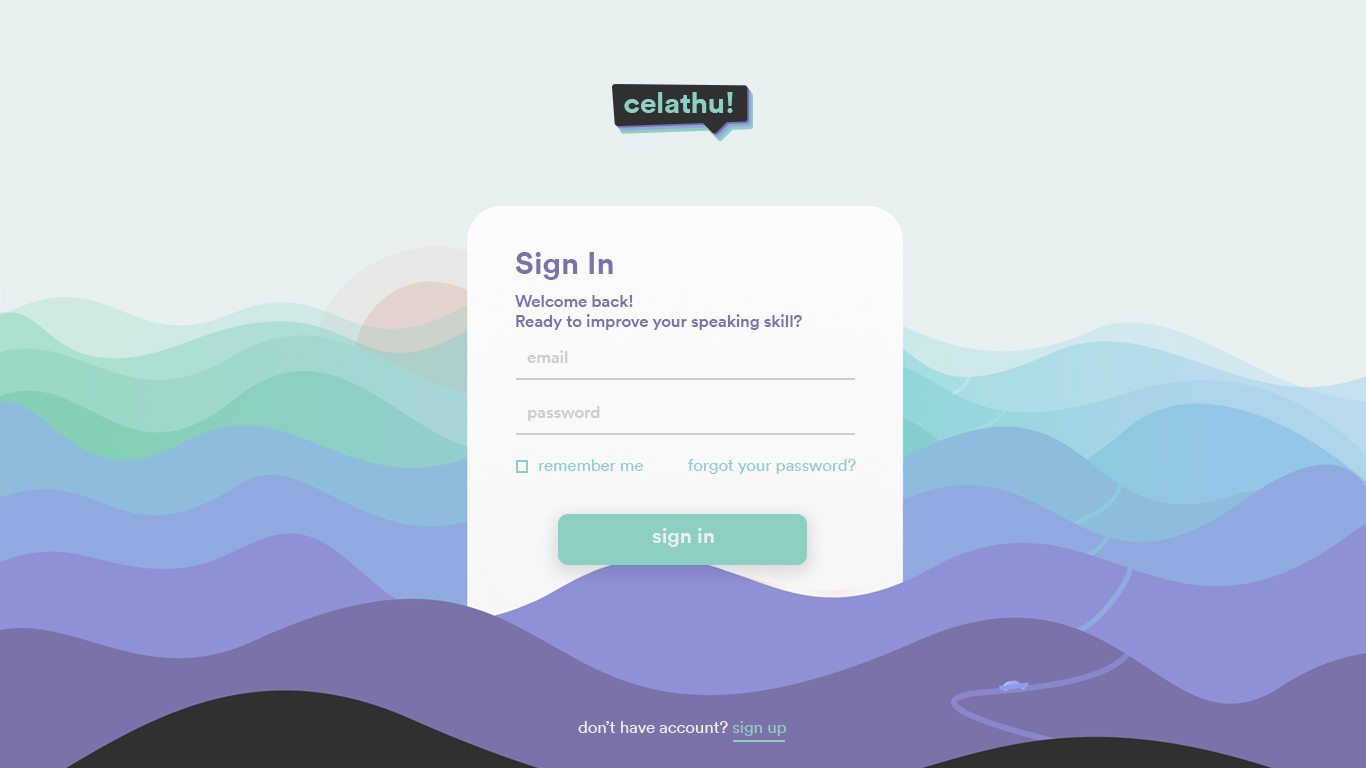 celathu!
Sign In
Welcome back!
Ready to improve your speaking skill?
email
password
remember me
forgot your password?
sign in
don't have account? sign up